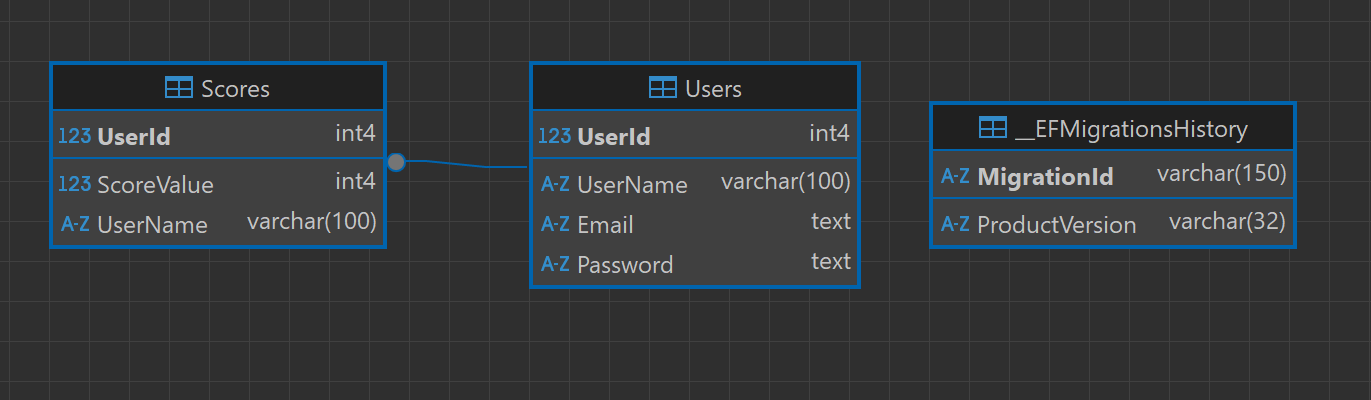 Scores
123 UserId int4
123 ScoreValue int4
A-Z UserName varchar(100)
Users
123 UserId int4
A-Z UserName varchar(100)
A-Z Email text
A-Z Password text
__EFMigrationsHistory
A-Z MigrationId varchar(150)
A-Z ProductVersion varchar(32)